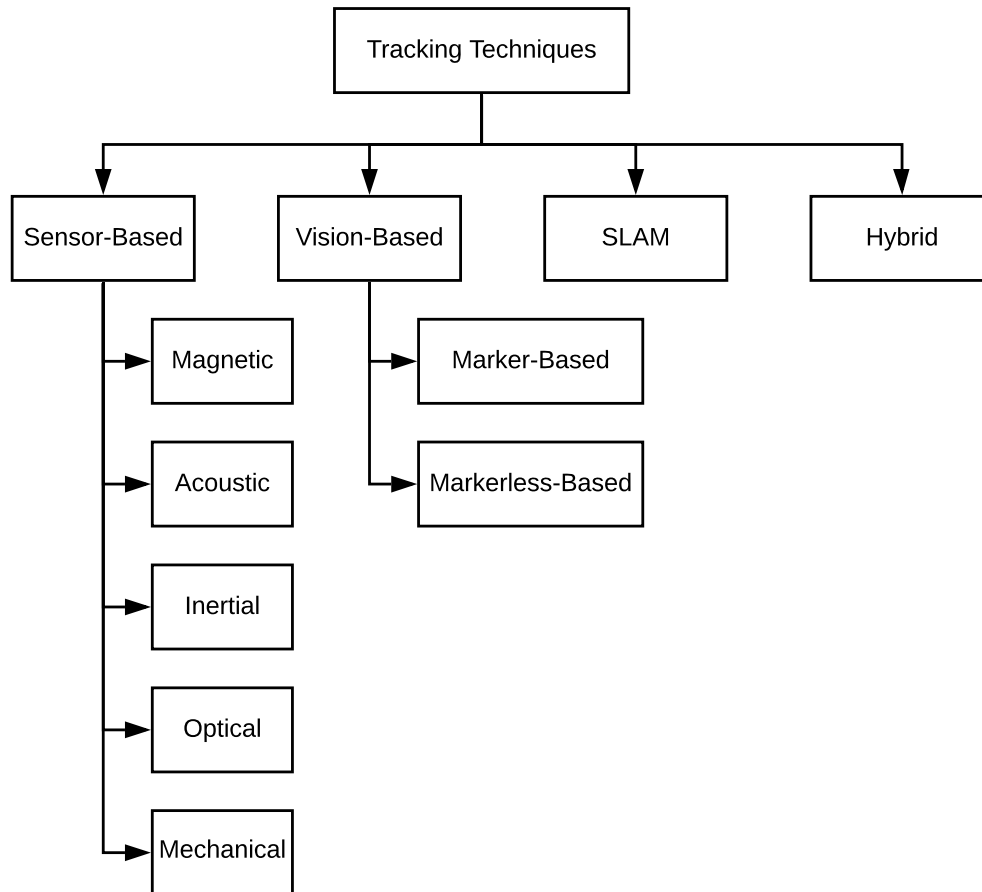 Tracking Techniques
Sensor-Based
Vision-Based
SLAM
Hybrid
Magnetic
Marker-Based
Acoustic
Markerless-Based
Inertial
Optical
Mechanical